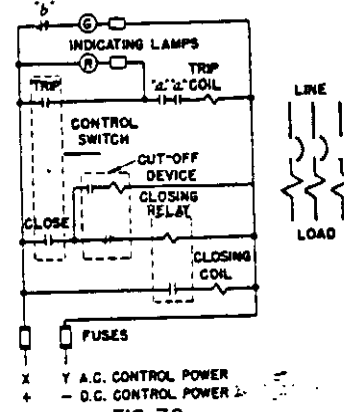 "b"
G
INDICATING LAMPS
R
TRIP
COIL
"TRIP"
"a" "a"
LINE
CONTROL
SWITCH
CUT-OFF
DEVICE
CLOSING
RELAY
CLOSE
LOAD
CLOSING
COIL
FUSES
X Y A.C. CONTROL POWER
+ - D.C. CONTROL POWER